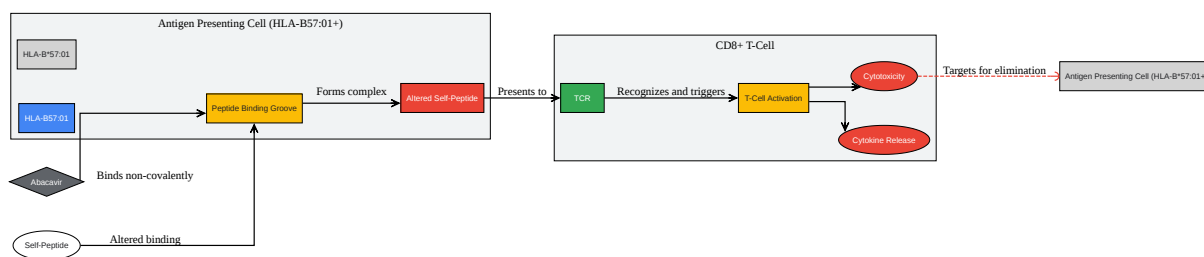 Antigen Presenting Cell (HLA-B57:01+)
HLA-B*57:01
HLA-B57:01
Peptide Binding Groove
Forms complex
Altered Self-Peptide
Presents to
Abacavir
Binds non-covalently
Self-Peptide
Altered binding
CD8+ T-Cell
TCR
Recognizes and triggers
T-Cell Activation
Cytotoxicity
Cytokine Release
Targets for elimination
Antigen Presenting Cell (HLA-B*57:01+